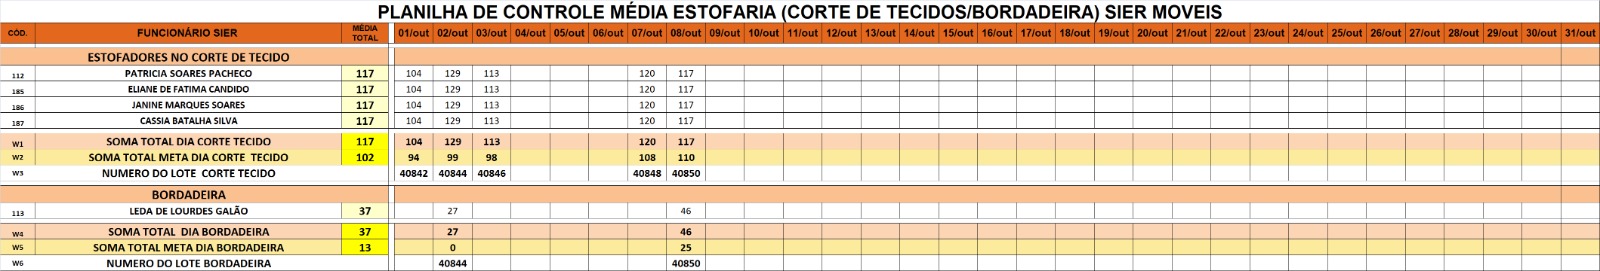 PLANILHA DE CONTROLE MÉDIA ESTOFARIA (CORTE DE TECIDOS/BORDADEIRA) SIER MOVEIS
CÓD. FUNCIONÁRIO SIER MÉDIA TOTAL 01/out 02/out 03/out 04/out 05/out 06/out 07/out 08/out 09/out 10/out 11/out 12/out 13/out 14/out 15/out 16/out 17/out 18/out 19/out 20/out 21/out 22/out 23/out 24/out 25/out 26/out 27/out 28/out 29/out 30/out 31/out
ESTOFADORES NO CORTE DE TECIDO
112 PATRICIA SOARES PACHECO 117 104 129 113 120 117
185 ELIANE DE FATIMA CANDIDO 117 104 129 113 120 117
186 JANINE MARQUES SOARES 117 104 129 113 120 117
187 CASSIA BATALHA SILVA 117 104 129 113 120 117
W1 SOMA TOTAL DIA CORTE TECIDO 117 104 129 113 120 117
W2 SOMA TOTAL META DIA CORTE TECIDO 102 94 99 98 108 110
W3 NUMERO DO LOTE CORTE TECIDO 40842 40844 40846 40848 40850
BORDADEIRA
113 LEDA DE LOURDES GALÃO 37 27 46
W4 SOMA TOTAL DIA BORDADEIRA 37 27 46
W5 SOMA TOTAL META DIA BORDADEIRA 13 0 25
W6 NUMERO DO LOTE BORDADEIRA 40844 40850